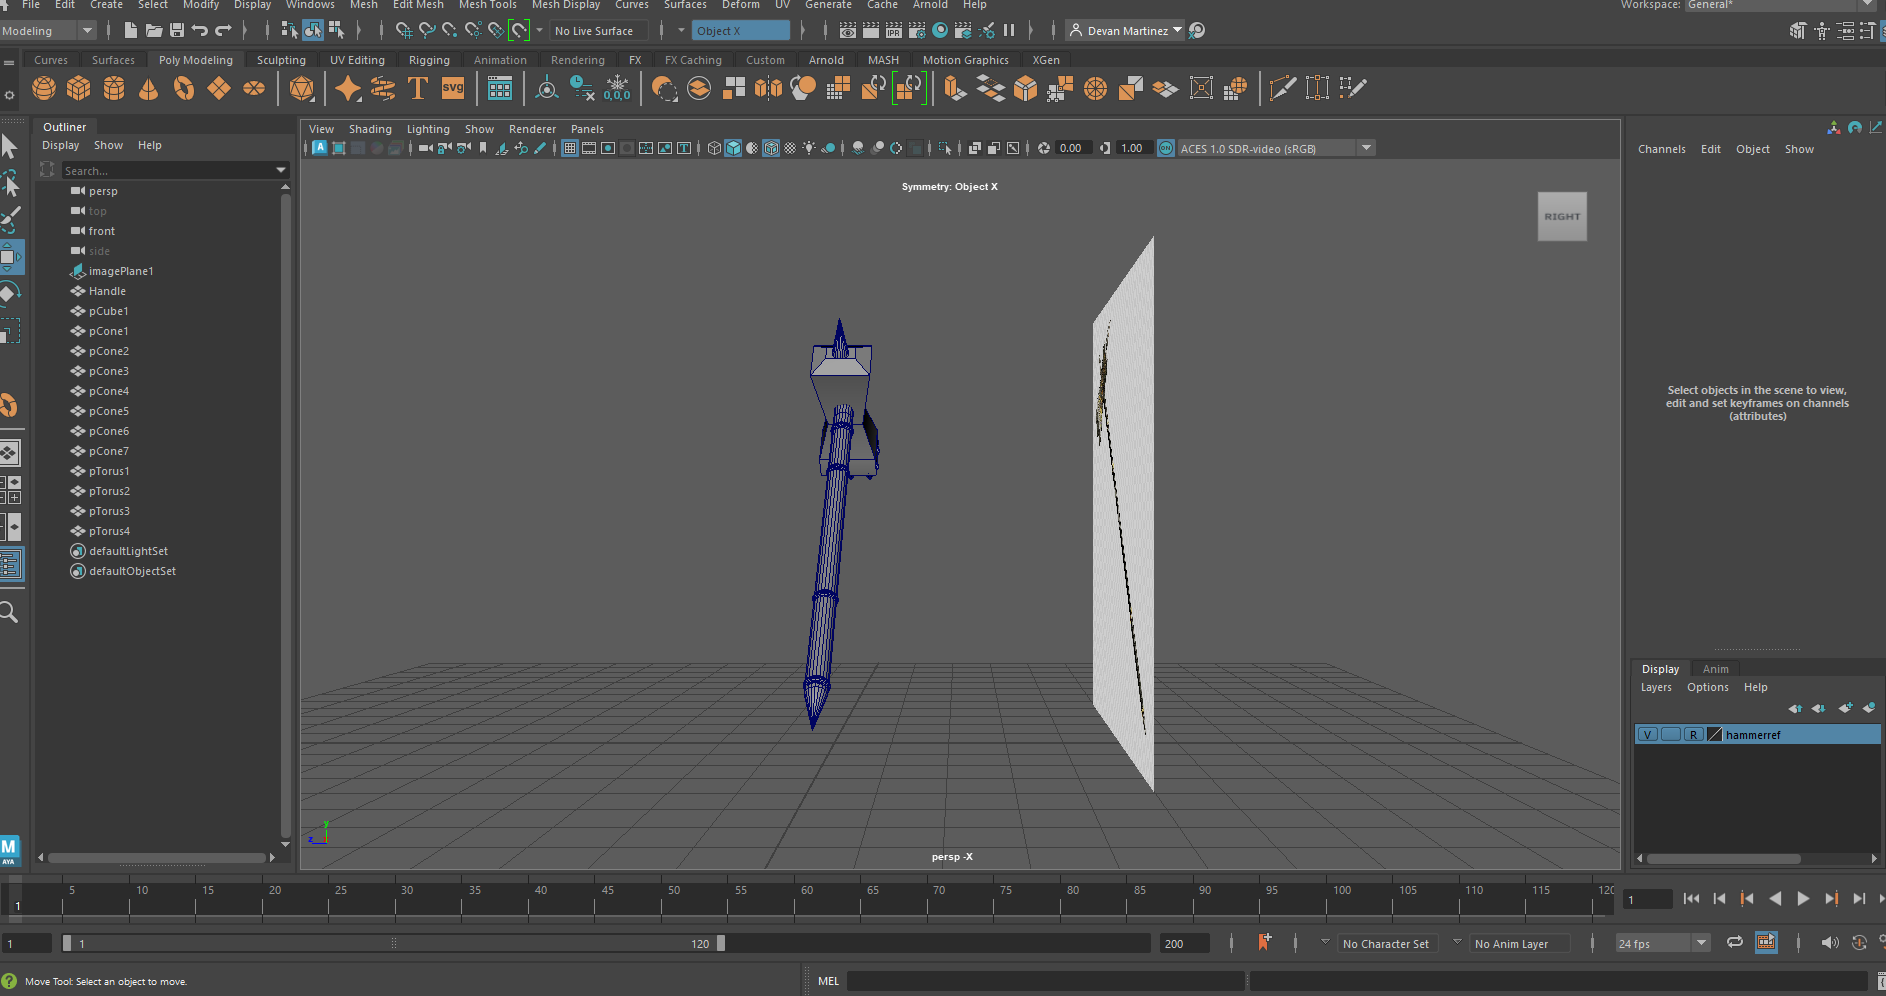 File Edit Create Select Modify Display Windows Mesh Edit Mesh Mesh Tools Mesh Display Curves Surfaces Deform UV Generate Cache Arnold Help Workspace: General*
Modeling No Live Surface Object X IPR Devan Martinez
Curves Surfaces Poly Modeling Sculpting UV Editing Rigging Animation Rendering FX FX Caching Custom Arnold MASH Motion Graphics XGen
T SVG 0,0,0
Outliner
Display Show Help
Search...
persp
top
front
side
imagePlane1
Handle
pCube1
pCone1
pCone2
pCone3
pCone4
pCone5
pCone6
pCone7
pTorus1
pTorus2
pTorus3
pTorus4
defaultLightSet
defaultObjectSet
View Shading Lighting Show Renderer Panels
A T 0.00 1.00 ON ACES 1.0 SDR-video (sRGB)
Symmetry: Object X
RIGHT
y
z
persp -X
Channels Edit Object Show
Select objects in the scene to view,
edit and set keyframes on channels
(attributes)
Display Anim
Layers Options Help
V R hammerref
M
AYA
5 10 15 20 25 30 35 40 45 50 55 60 65 70 75 80 85 90 95 100 105 110 115 120
1 1
1 1 120 200 No Character Set No Anim Layer 24 fps
? Move Tool: Select an object to move. MEL